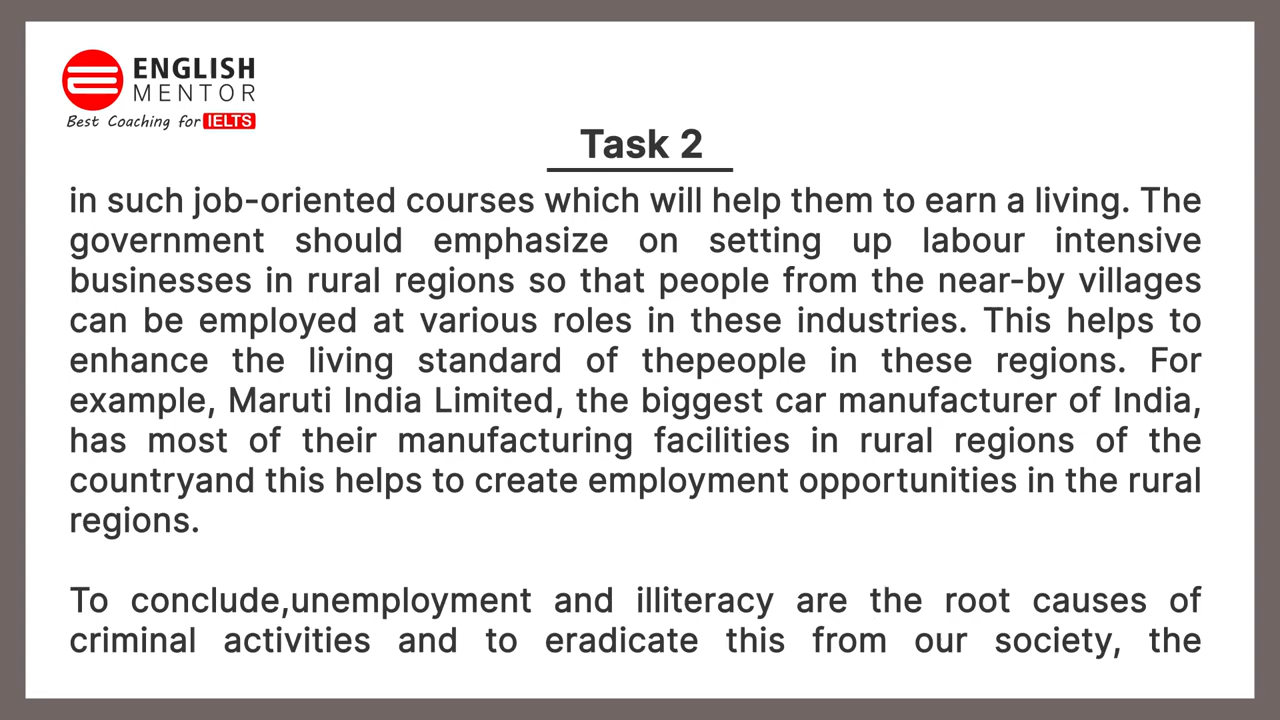 ENGLISH
MENTOR
Best Coaching for IELTS
Task 2
in such job-oriented courses which will help them to earn a living. The
government should emphasize on setting up labour intensive
businesses in rural regions so that people from the near-by villages
can be employed at various roles in these industries. This helps to
enhance the living standard of thepeople in these regions. For
example, Maruti India Limited, the biggest car manufacturer of India,
has most of their manufacturing facilities in rural regions of the
countryand this helps to create employment opportunities in the rural
regions.
To conclude,unemployment and illiteracy are the root causes of
criminal activities and to eradicate this from our society, the